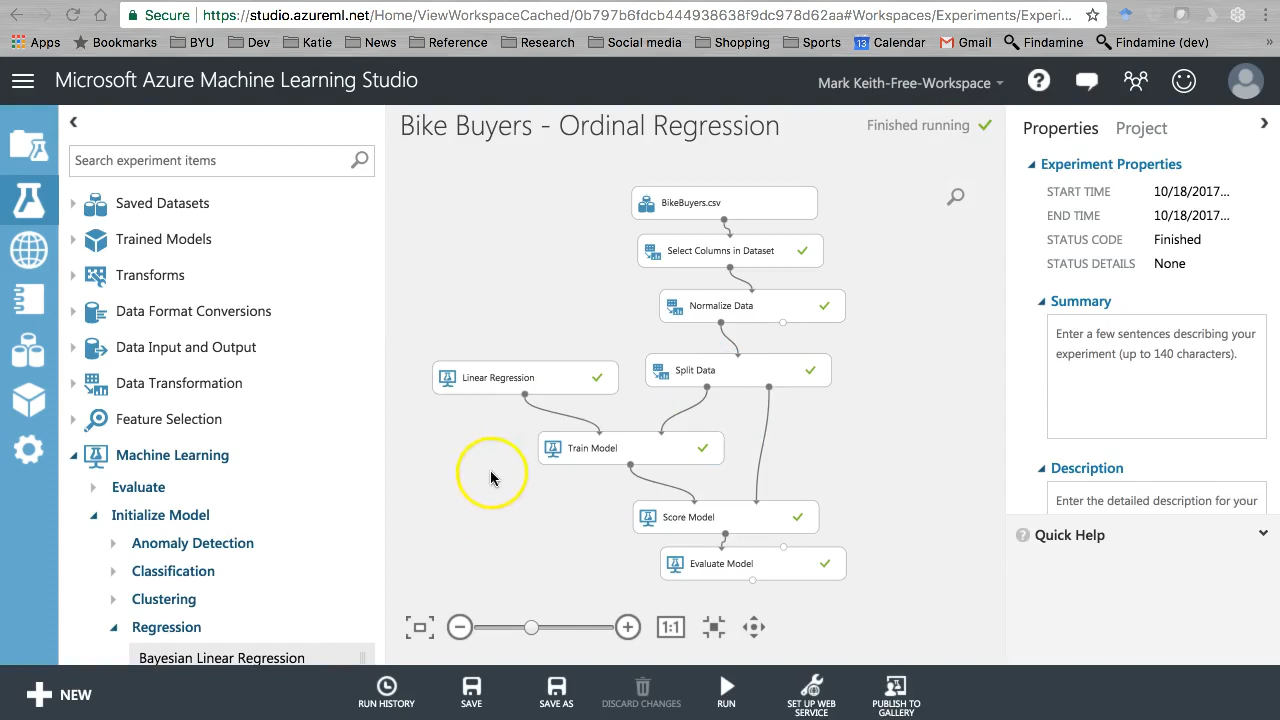 Secure https://studio.azureml.net/Home/ViewWorkspaceCached/0b797b6fdcb444938638f9dc978d62aa#Workspaces/Experiments/Experi...
Apps Bookmarks BYU Dev Katie News Reference Research Social media Shopping Sports 13 Calendar Gmail Findamine Findamine (dev) »
Microsoft Azure Machine Learning Studio
Mark Keith-Free-Workspace
Bike Buyers - Ordinal Regression
Finished running
Search experiment items
Saved Datasets
Trained Models
Transforms
Data Format Conversions
Data Input and Output
Data Transformation
Feature Selection
Machine Learning
Evaluate
Initialize Model
Anomaly Detection
Classification
Clustering
Regression
Bayesian Linear Regression
BikeBuyers.csv
Select Columns in Dataset
Normalize Data
Split Data
Linear Regression
Train Model
Score Model
Evaluate Model
1:1
Properties Project
Experiment Properties
START TIME 10/18/2017...
END TIME 10/18/2017...
STATUS CODE Finished
STATUS DETAILS None
Summary
Enter a few sentences describing your
experiment (up to 140 characters).
Description
Enter the detailed description for your
Quick Help
NEW
RUN HISTORY
SAVE
SAVE AS
DISCARD CHANGES
RUN
SET UP WEB
SERVICE
PUBLISH TO
GALLERY